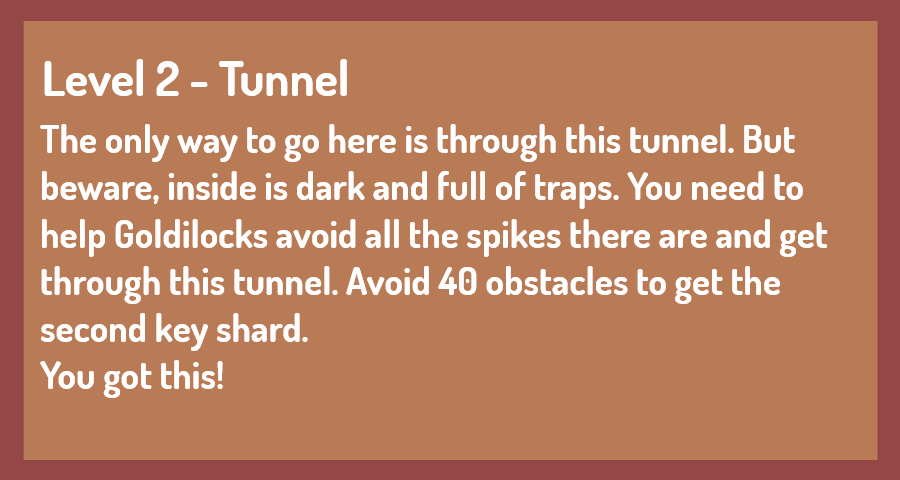 Level 2 - Tunnel
The only way to go here is through this tunnel. But
beware, inside is dark and full of traps. You need to
help Goldilocks avoid all the spikes there are and get
through this tunnel. Avoid 40 obstacles to get the
second key shard.
You got this!